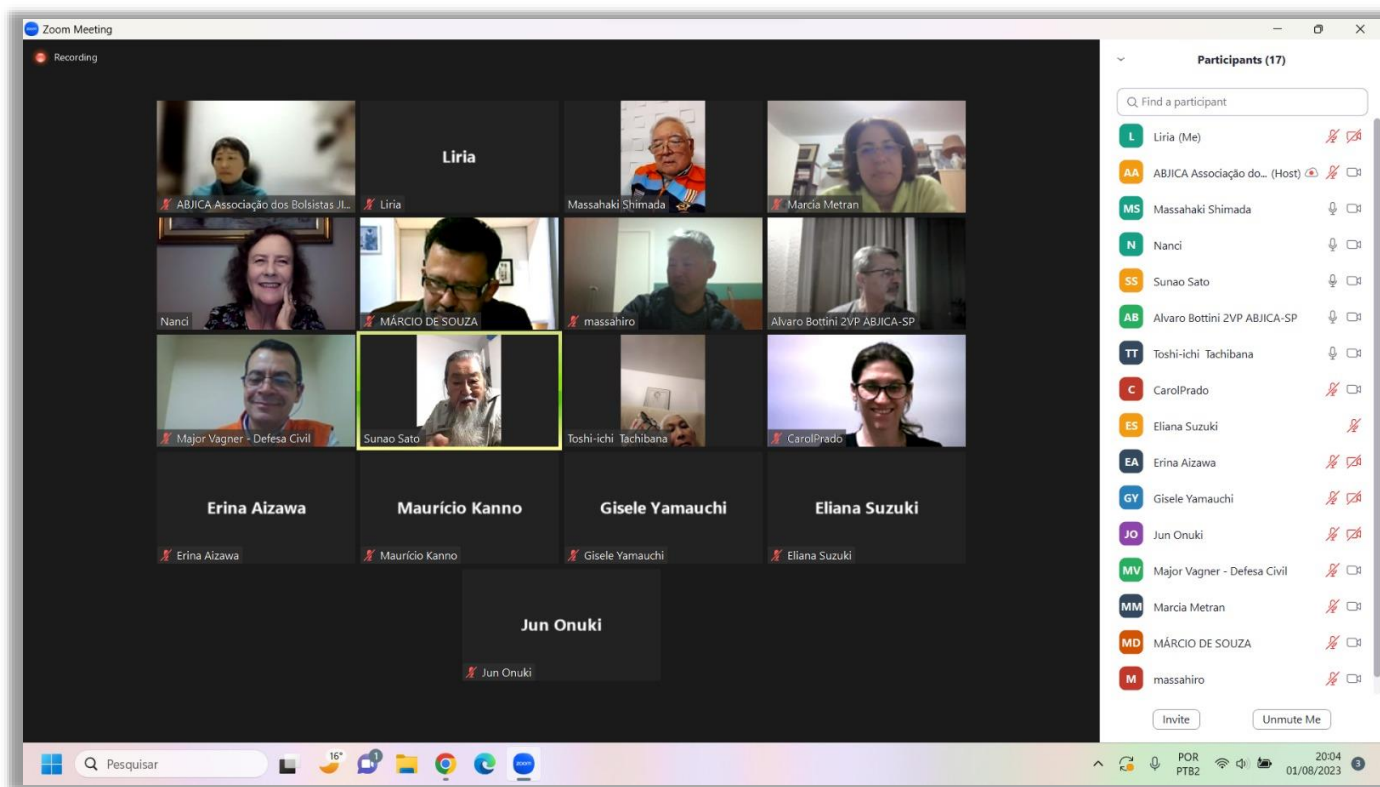 Zoom Meeting
Recording
ABJICA Associação dos Bolsistas JI...
Liria
Liria
Massahaki Shimada
Marcia Metran
Nanci
MÁRCIO DE SOUZA
massahiro
Alvaro Bottini 2VP ABJICA-SP
Major Vagner - Defesa Civil
Sunao Sato
Toshi-ichi Tachibana
CarolPrado
Erina Aizawa
Erina Aizawa
Maurício Kanno
Maurício Kanno
Gisele Yamauchi
Gisele Yamauchi
Eliana Suzuki
Eliana Suzuki
Jun Onuki
Jun Onuki
Participants (17)
Find a participant
L Liria (Me)
AA ABJICA Associação do... (Host)
MS Massahaki Shimada
N Nanci
SS Sunao Sato
AB Alvaro Bottini 2VP ABJICA-SP
TT Toshi-ichi Tachibana
C CarolPrado
ES Eliana Suzuki
EA Erina Aizawa
GY Gisele Yamauchi
JO Jun Onuki
MV Major Vagner - Defesa Civil
MM Marcia Metran
MD MÁRCIO DE SOUZA
M massahiro
Invite Unmute Me
Pesquisar
16°
1
zoom
POR
PTB2
20:04
01/08/2023
3